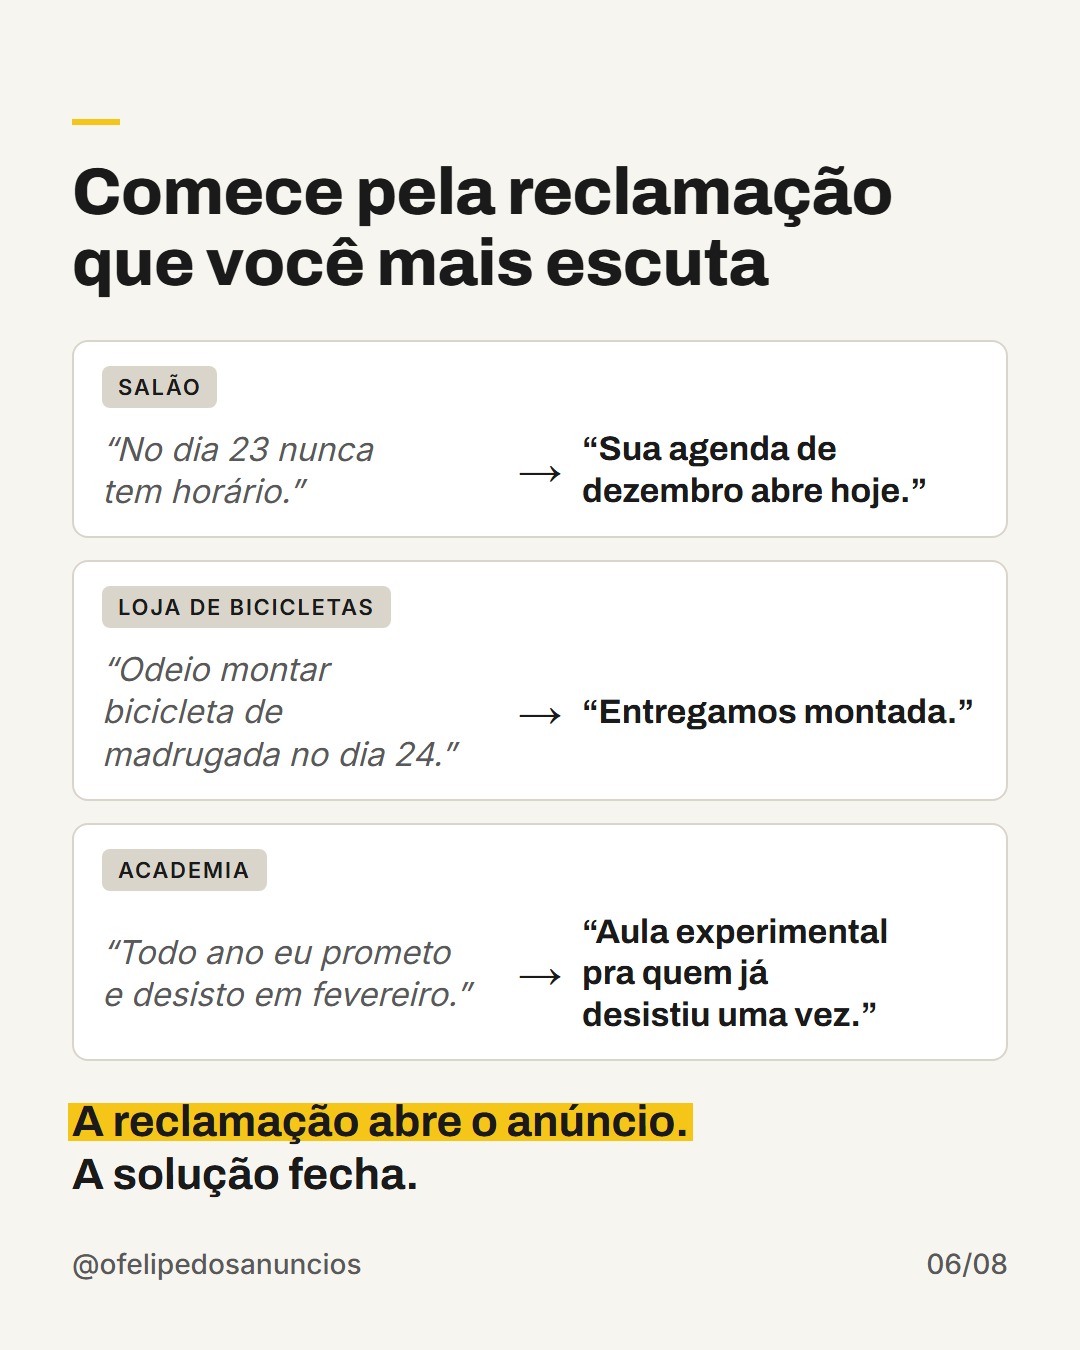 Comece pela reclamação
que você mais escuta
SALÃO
“No dia 23 nunca
tem horário.”
→
“Sua agenda de
dezembro abre hoje.”
LOJA DE BICICLETAS
“Odeio montar
bicicleta de
madrugada no dia 24.”
→
“Entregamos montada.”
ACADEMIA
“Todo ano eu prometo
e desisto em fevereiro.”
→
“Aula experimental
pra quem já
desistiu uma vez.”
A reclamação abre o anúncio.
A solução fecha.
@ofelipedosanuncios
06/08